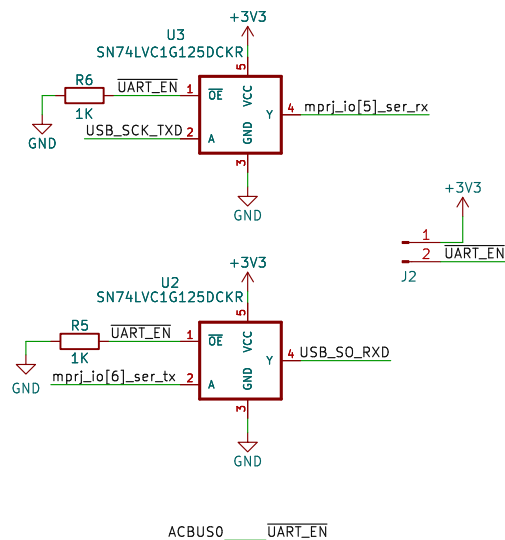 +3V3
U3
SN74LVC1G125DCKR
R6
UART_EN
1K
GND
USB_SCK_TXD
1
2
3
4
5
OE
A
VCC
GND
Y
mprj_io[5]_ser_rx
GND
+3V3
1
2
UART_EN
J2
+3V3
U2
SN74LVC1G125DCKR
R5
UART_EN
1K
GND
mprj_io[6]_ser_tx
1
2
3
4
5
OE
A
VCC
GND
Y
USB_SO_RXD
GND
ACBUS0_____UART_EN